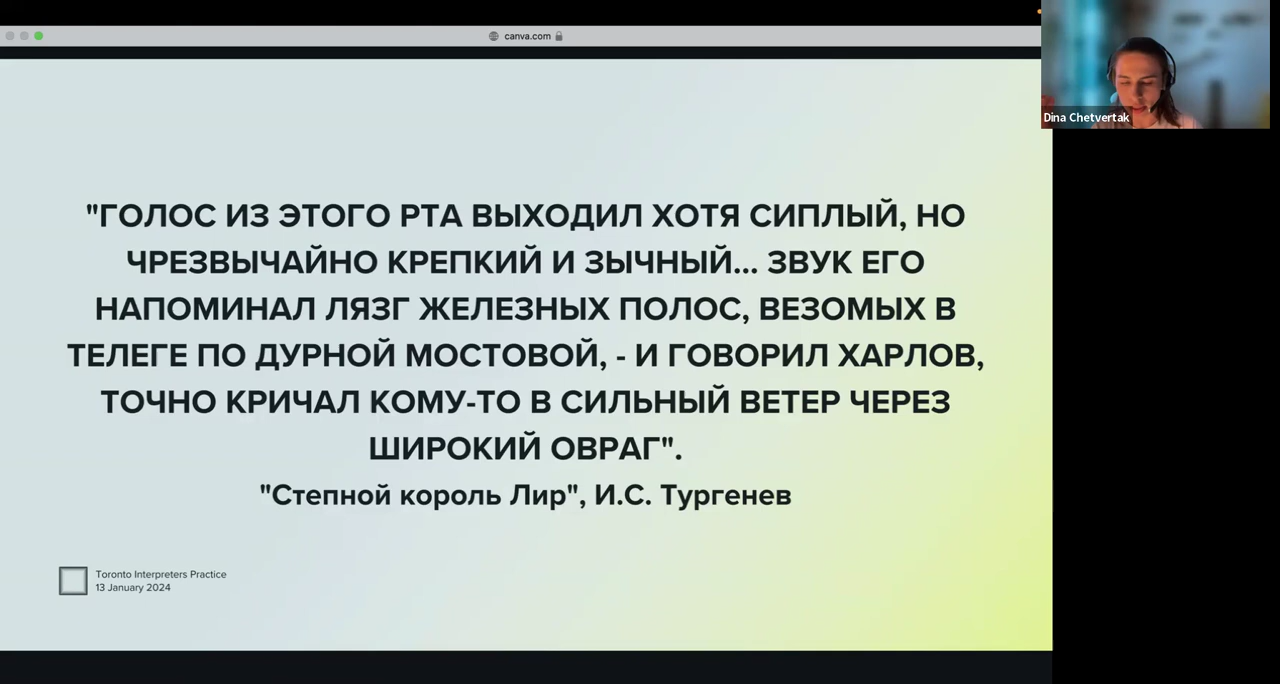 canva.com
Dina Chetvertak
"ГОЛОС ИЗ ЭТОГО РТА ВЫХОДИЛ ХОТЯ СИПЛЫЙ, НО
ЧРЕЗВЫЧАЙНО КРЕПКИЙ И ЗЫЧНЫЙ... ЗВУК ЕГО
НАПОМИНАЛ ЛЯЗГ ЖЕЛЕЗНЫХ ПОЛОС, ВЕЗОМЫХ В
ТЕЛЕГЕ ПО ДУРНОЙ МОСТОВОЙ, - И ГОВОРИЛ ХАРЛОВ,
ТОЧНО КРИЧАЛ КОМУ-ТО В СИЛЬНЫЙ ВЕТЕР ЧЕРЕЗ
ШИРОКИЙ ОВРАГ".
"Степной король Лир", И.С. Тургенев
Toronto Interpreters Practice
13 January 2024